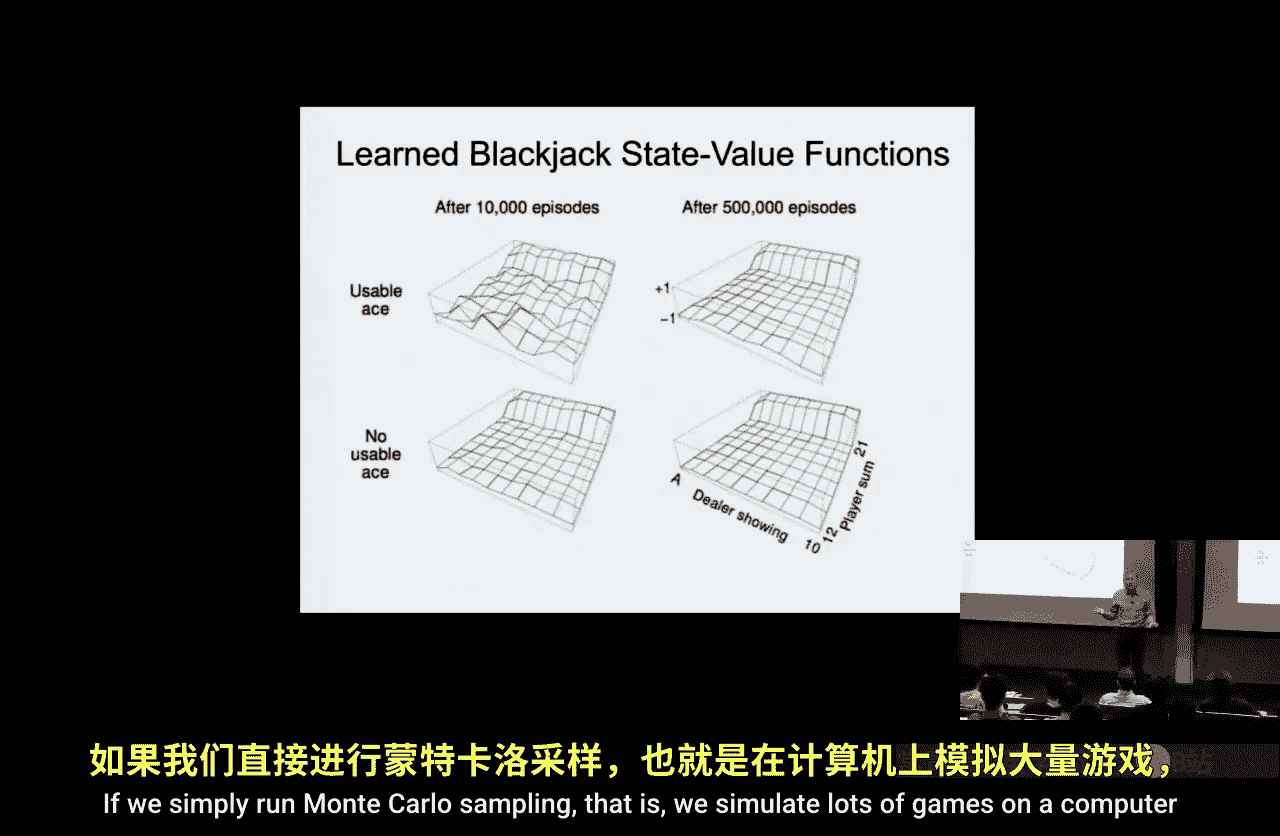 Learned Blackjack State-Value Functions
After 10,000 episodes
After 500,000 episodes
Usable
ace
+1
−1
No
usable
ace
A
Dealer showing
10
12
Player sum
21
如果我们直接进行蒙特卡洛采样，也就是在计算机上模拟大量游戏，
If we simply run Monte Carlo sampling, that is, we simulate lots of games on a computer